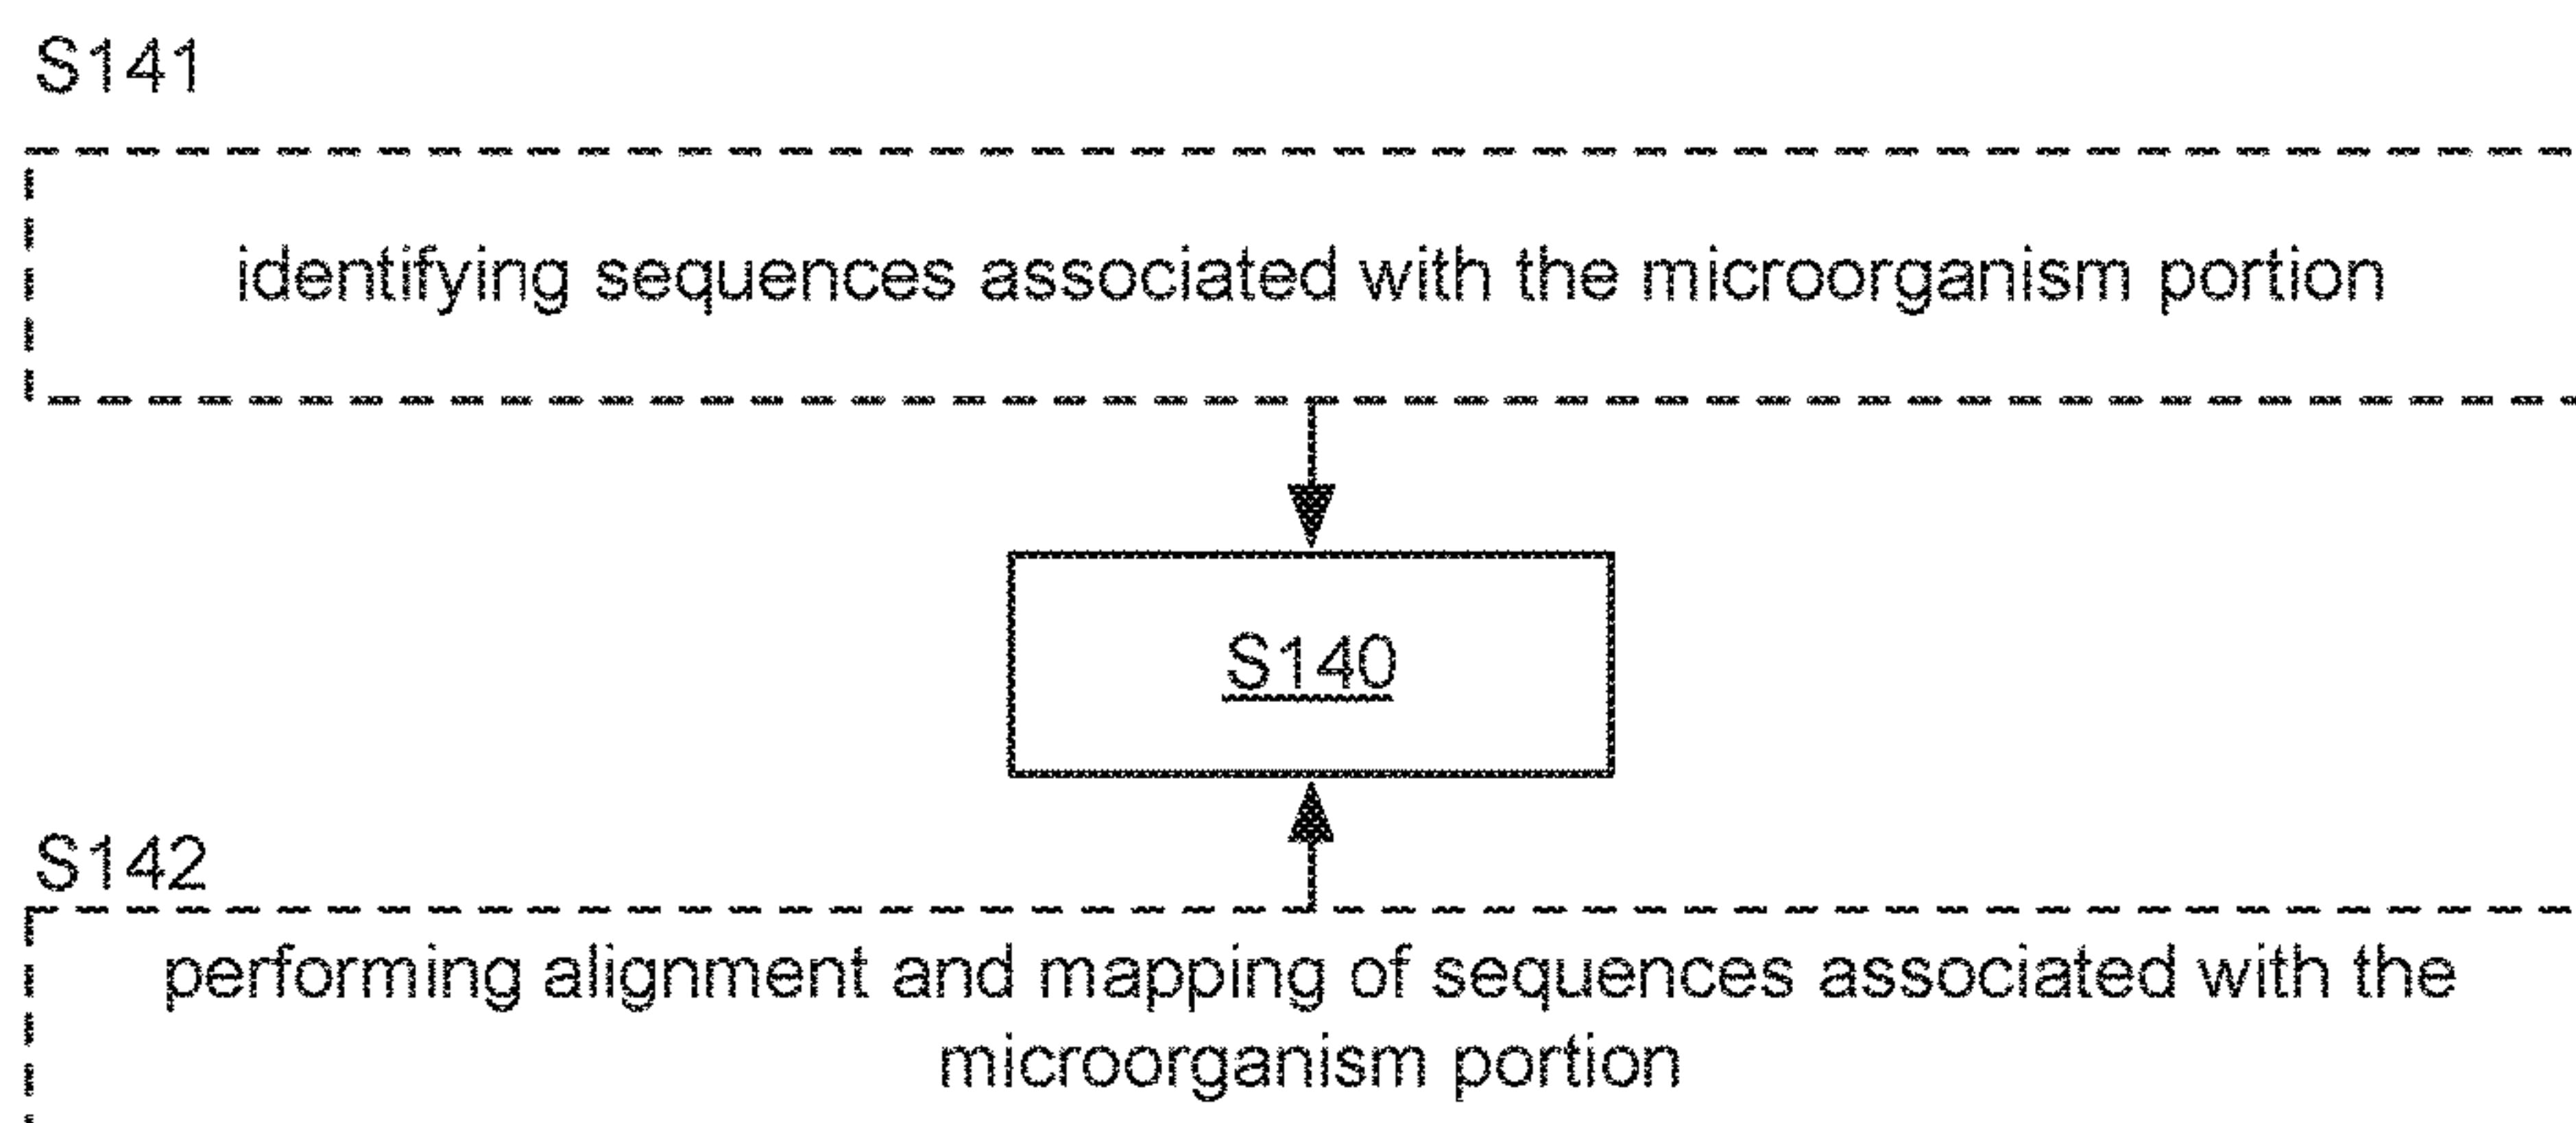 S141
identifying sequences associated with the microorganism portion
S140
S142
performing alignment and mapping of sequences associated with the
microorganism portion